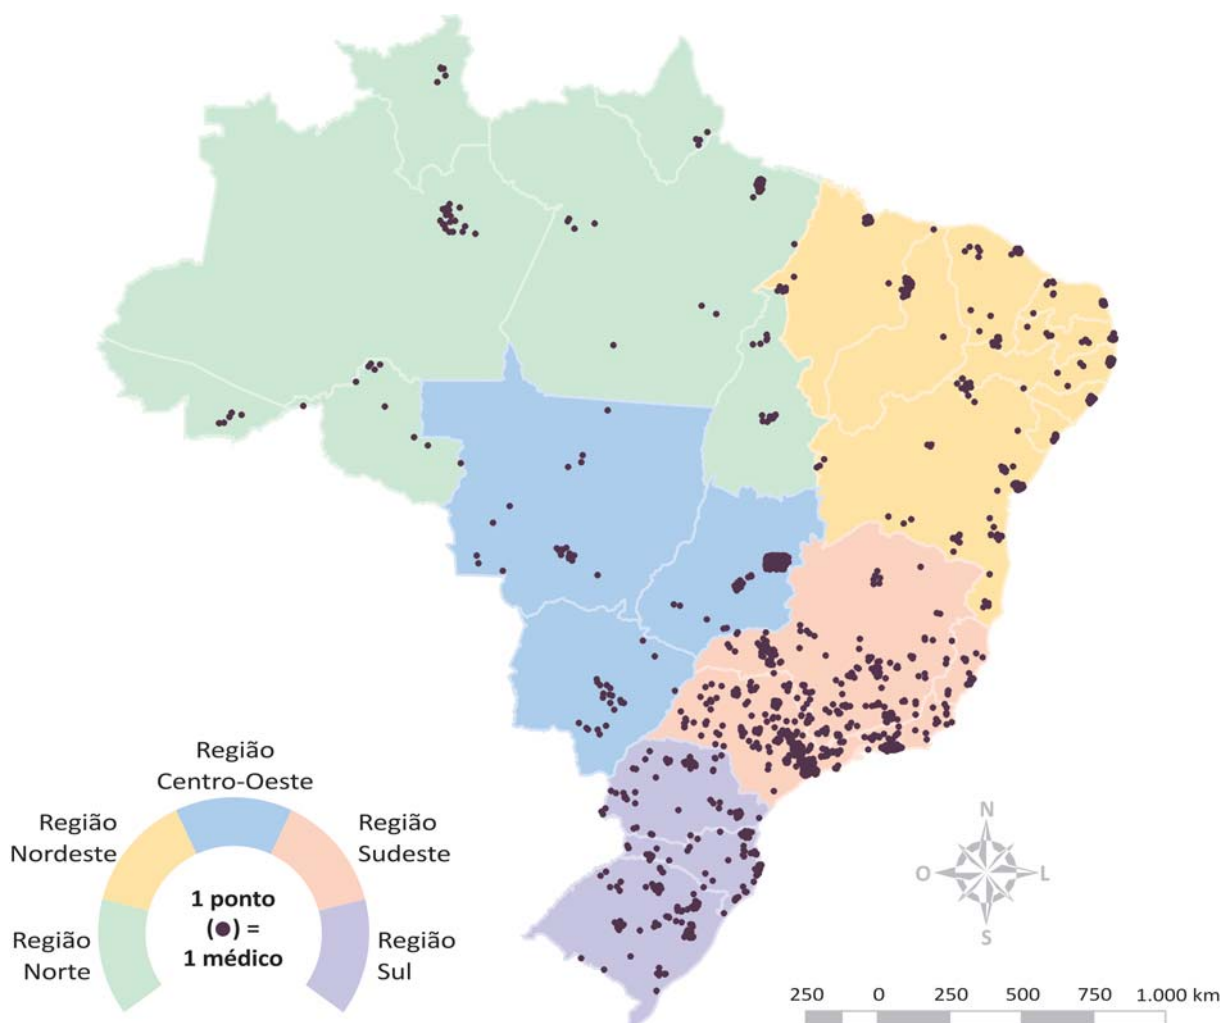 Região
Centro-Oeste
Região
Nordeste
Região
Sudeste
1 ponto
(●) =
1 médico
Região
Norte
Região
Sul
N
O
L
S
250
0
250
500
750
1.000 km